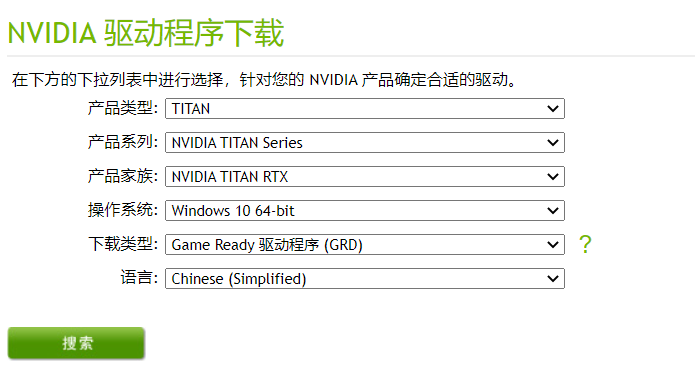 NVIDIA 驱动程序下载
在下方的下拉列表中进行选择，针对您的 NVIDIA 产品确定合适的驱动。
产品类型: TITAN
产品系列: NVIDIA TITAN Series
产品家族: NVIDIA TITAN RTX
操作系统: Windows 10 64-bit
下载类型: Game Ready 驱动程序 (GRD) ?
语言: Chinese (Simplified)
搜索